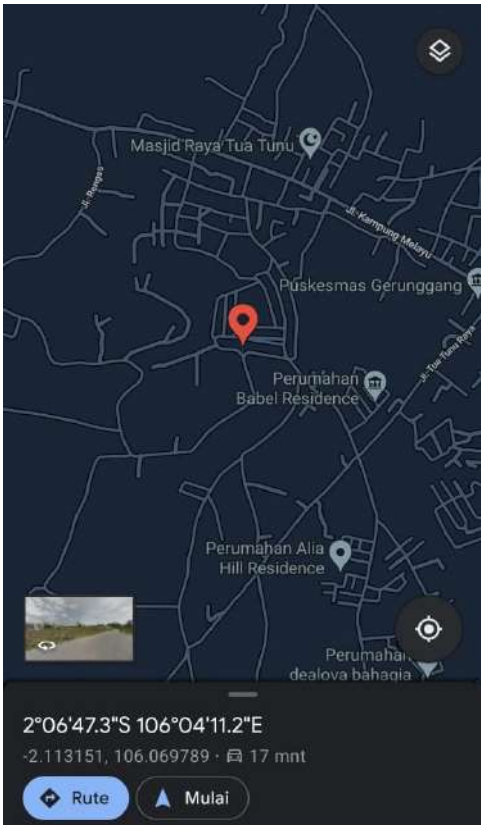 Masjid Raya Tua Tunu
Jl. Rengas
Jl. Kampung Melayu
Puskesmas Gerunggang
Jl. Tua Tunu Raya
Perumahan
Babel Residence
Perumahan Alia
Hill Residence
Perumahan
dealova bahagia
2°06'47.3"S 106°04'11.2"E
-2.113151, 106.069789 · 17 mnt
Rute
Mulai